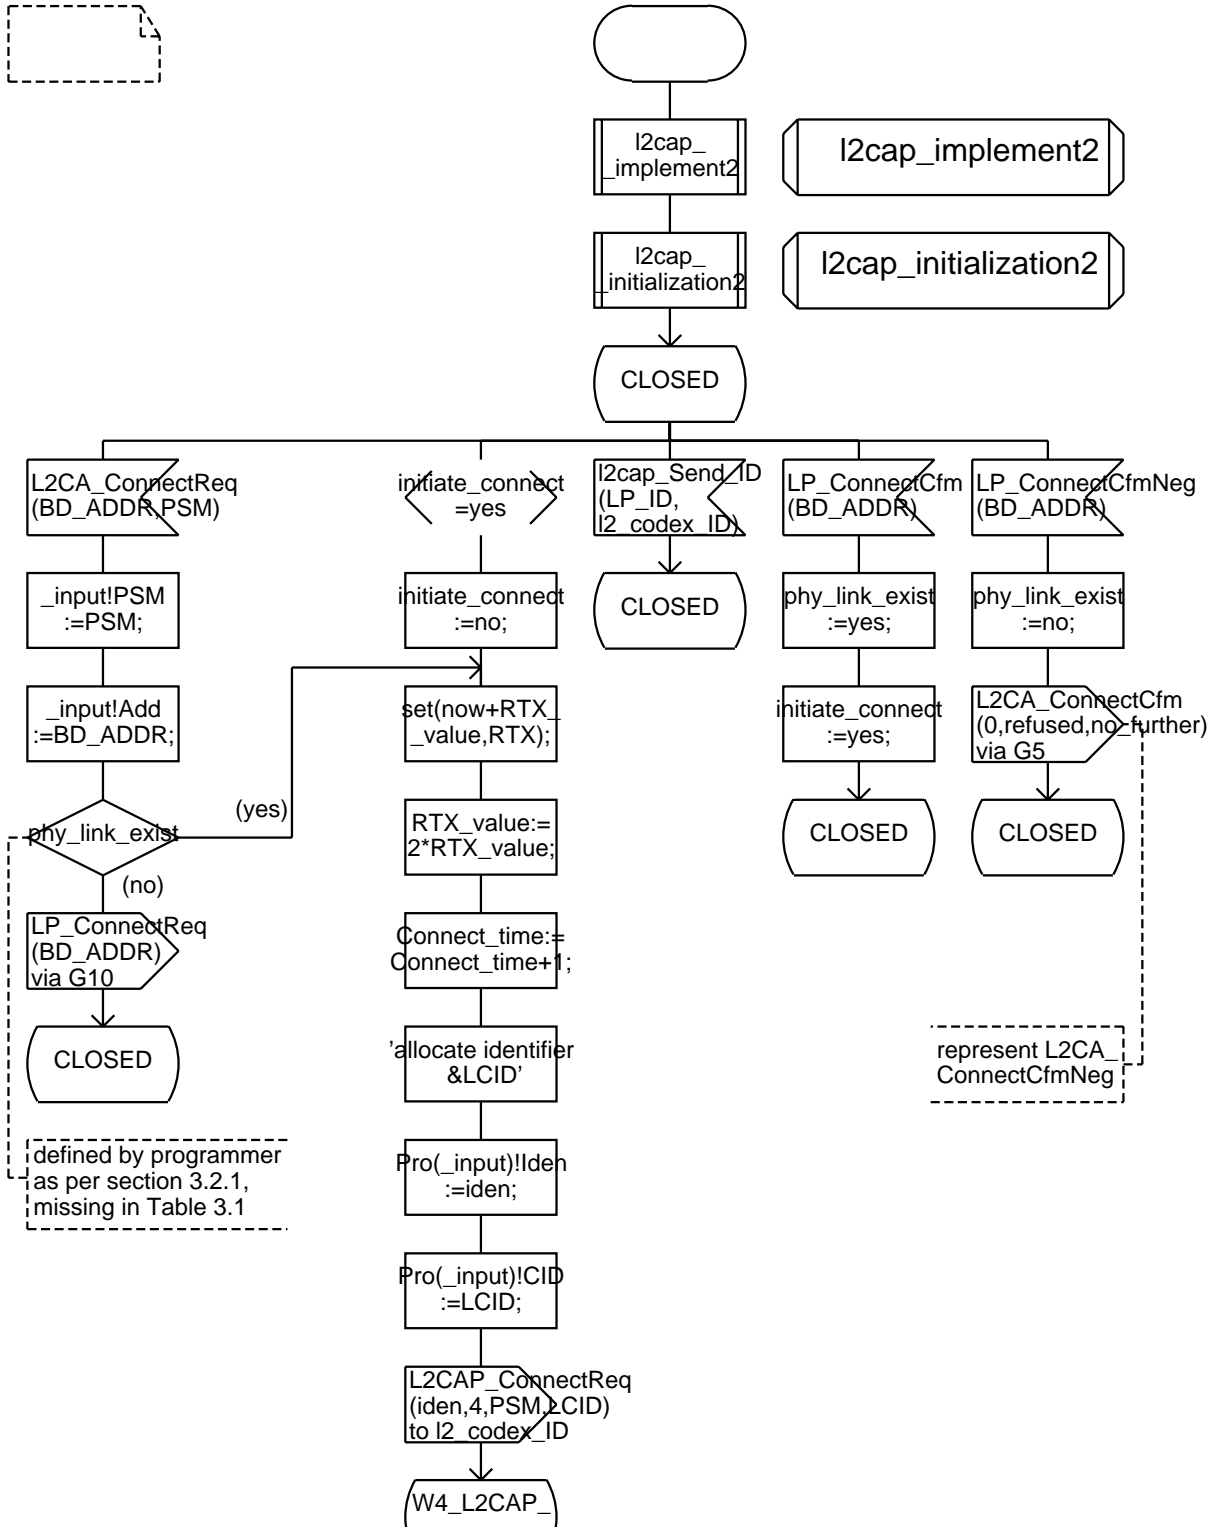 l2cap_
_implement2
l2cap_implement2
l2cap_
_initialization2
l2cap_initialization2
CLOSED
L2CA_ConnectReq
(BD_ADDR,PSM)
_input!PSM
:=PSM;
_input!Add
:=BD_ADDR;
phy_link_exist
(yes)
(no)
LP_ConnectReq
(BD_ADDR)
via G10
CLOSED
defined by programmer
as per section 3.2.1,
missing in Table 3.1
initiate_connect
=yes
initiate_connect
:=no;
set(now+RTX_
_value,RTX);
RTX_value:=
2*RTX_value;
Connect_time:=
Connect_time+1;
'allocate identifier
&LCID'
Pro(_input)!Iden
:=iden;
Pro(_input)!CID
:=LCID;
L2CAP_ConnectReq
(iden,4,PSM,LCID)
to l2_codex_ID
W4_L2CAP_
l2cap_Send_ID
(LP_ID,
l2_codex_ID)
CLOSED
LP_ConnectCfm
(BD_ADDR)
phy_link_exist
:=yes;
initiate_connect
:=yes;
CLOSED
LP_ConnectCfmNeg
(BD_ADDR)
phy_link_exist
:=no;
L2CA_ConnectCfm
(0,refused,no_further)
via G5
CLOSED
represent L2CA_
ConnectCfmNeg